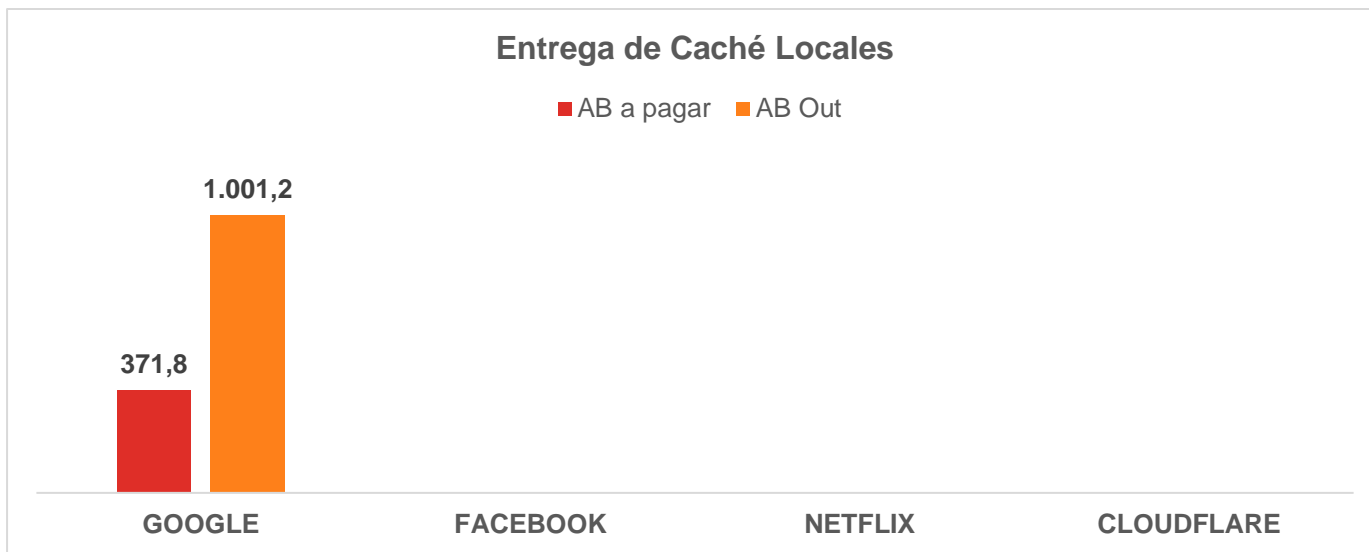 Entrega de Caché Locales
AB a pagar AB Out
1.001,2
371,8
GOOGLE FACEBOOK NETFLIX CLOUDFLARE